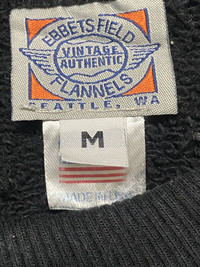 EBBETS FIELD
VINTAGE
AUTHENTIC
FLANNELS
SEATTLE, WA
M
MADE IN